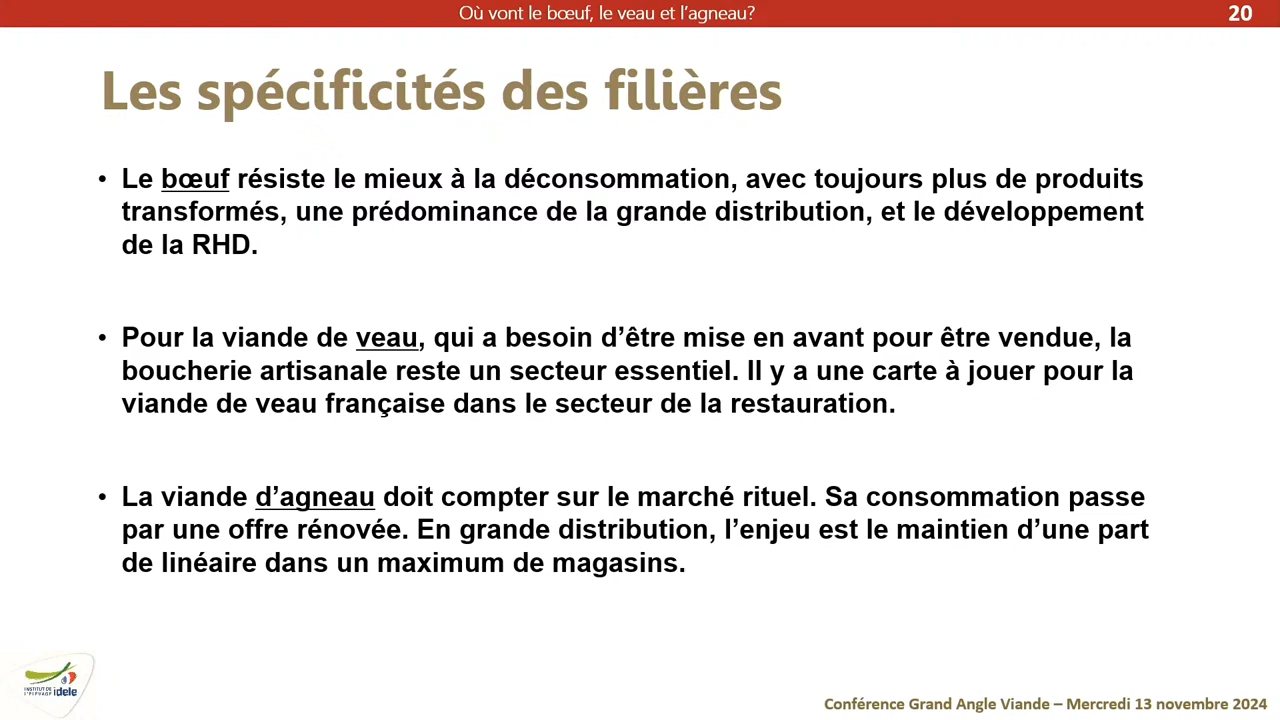 Où vont le bœuf, le veau et l’agneau?
20
Les spécificités des filières
• Le bœuf résiste le mieux à la déconsommation, avec toujours plus de produits
transformés, une prédominance de la grande distribution, et le développement
de la RHD.
• Pour la viande de veau, qui a besoin d’être mise en avant pour être vendue, la
boucherie artisanale reste un secteur essentiel. Il y a une carte à jouer pour la
viande de veau française dans le secteur de la restauration.
• La viande d’agneau doit compter sur le marché rituel. Sa consommation passe
par une offre rénovée. En grande distribution, l’enjeu est le maintien d’une part
de linéaire dans un maximum de magasins.
INSTITUT DE
L'ÉLEVAGE idele
Conférence Grand Angle Viande – Mercredi 13 novembre 2024